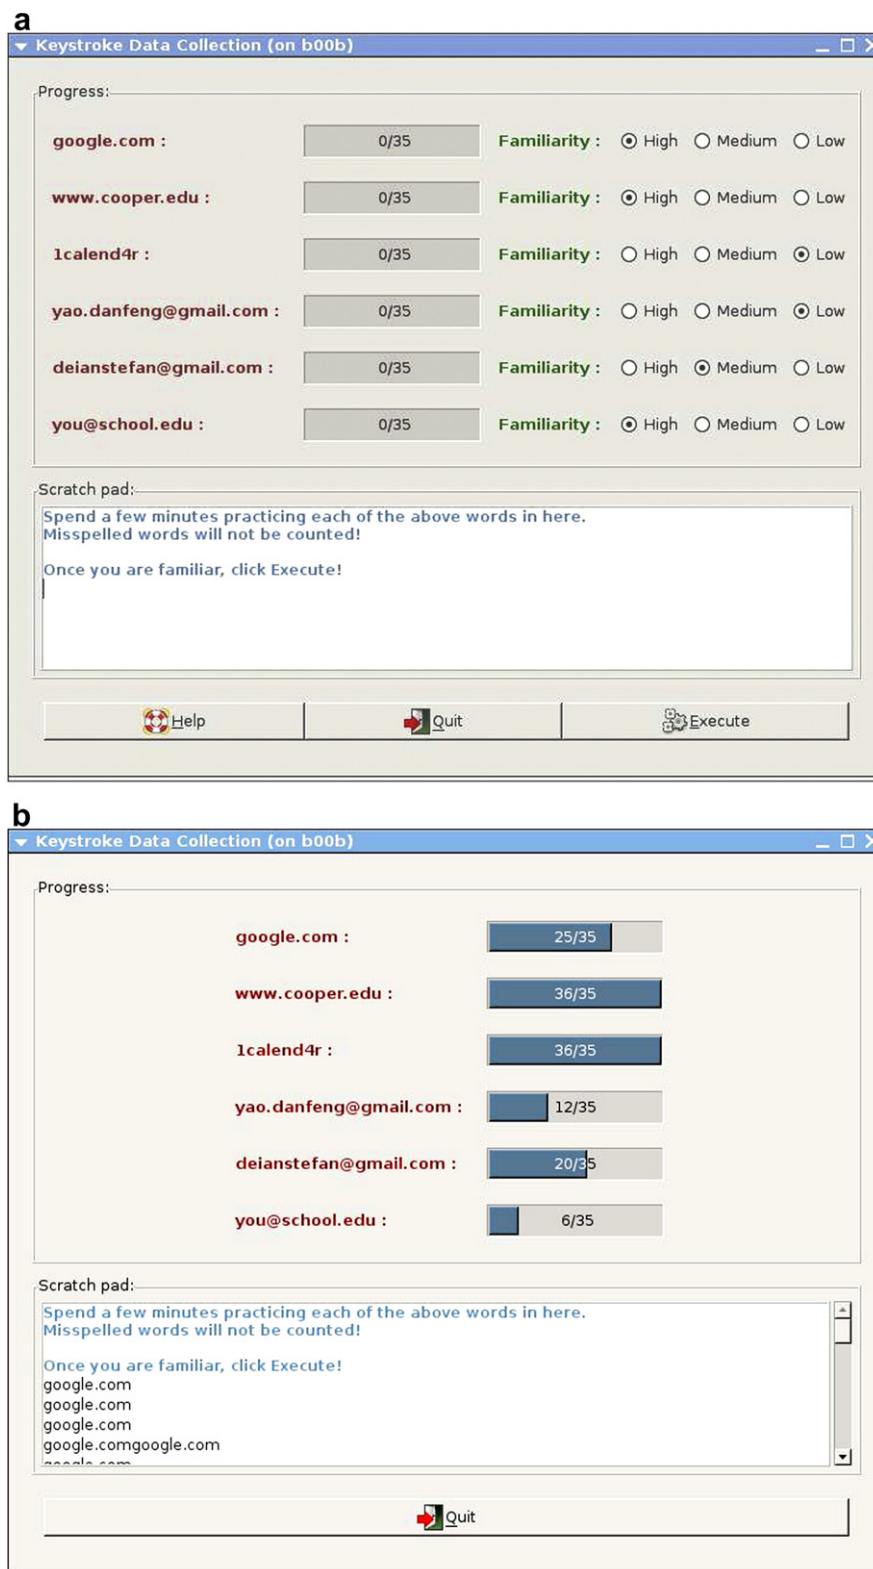 a
Keystroke Data Collection (on b00b)
Progress:
google.com : 0/35 Familiarity : High Medium Low
www.cooper.edu : 0/35 Familiarity : High Medium Low
1calend4r : 0/35 Familiarity : High Medium Low
yao.danfeng@gmail.com : 0/35 Familiarity : High Medium Low
deianstefan@gmail.com : 0/35 Familiarity : High Medium Low
you@school.edu : 0/35 Familiarity : High Medium Low
Scratch pad:
Spend a few minutes practicing each of the above words in here.
Misspelled words will not be counted!
Once you are familiar, click Execute!
Help Quit Execute
b
Keystroke Data Collection (on b00b)
Progress:
google.com : 25/35
www.cooper.edu : 36/35
1calend4r : 36/35
yao.danfeng@gmail.com : 12/35
deianstefan@gmail.com : 20/35
you@school.edu : 6/35
Scratch pad:
Spend a few minutes practicing each of the above words in here.
Misspelled words will not be counted!
Once you are familiar, click Execute!
google.com
google.com
google.com
google.comgoogle.com
google.com
Quit